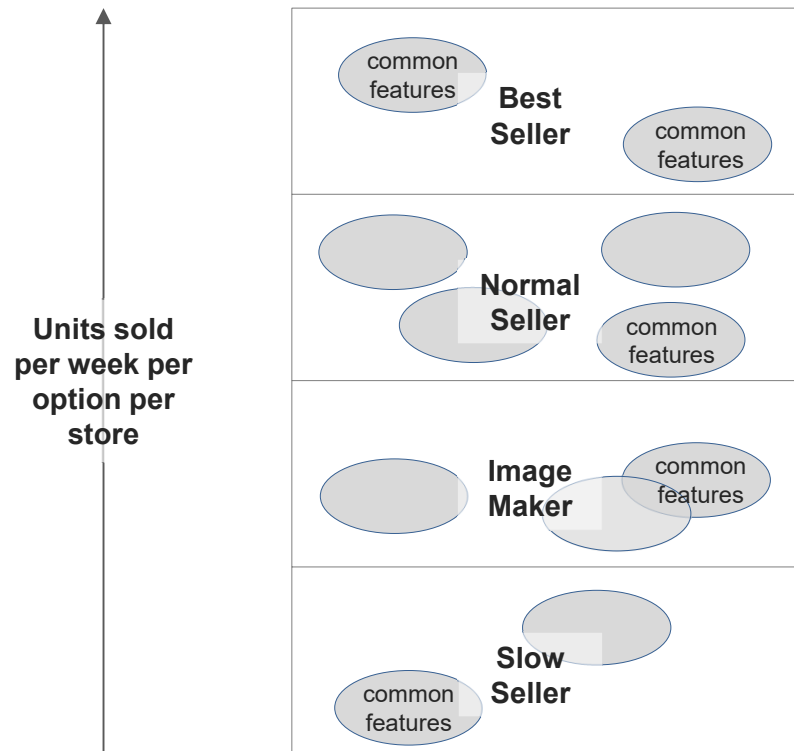 common
features
Best
Seller
common
features
Normal
Seller
common
features
Units sold
per week per
option per
store
Image
Maker
common
features
Slow
Seller
common
features